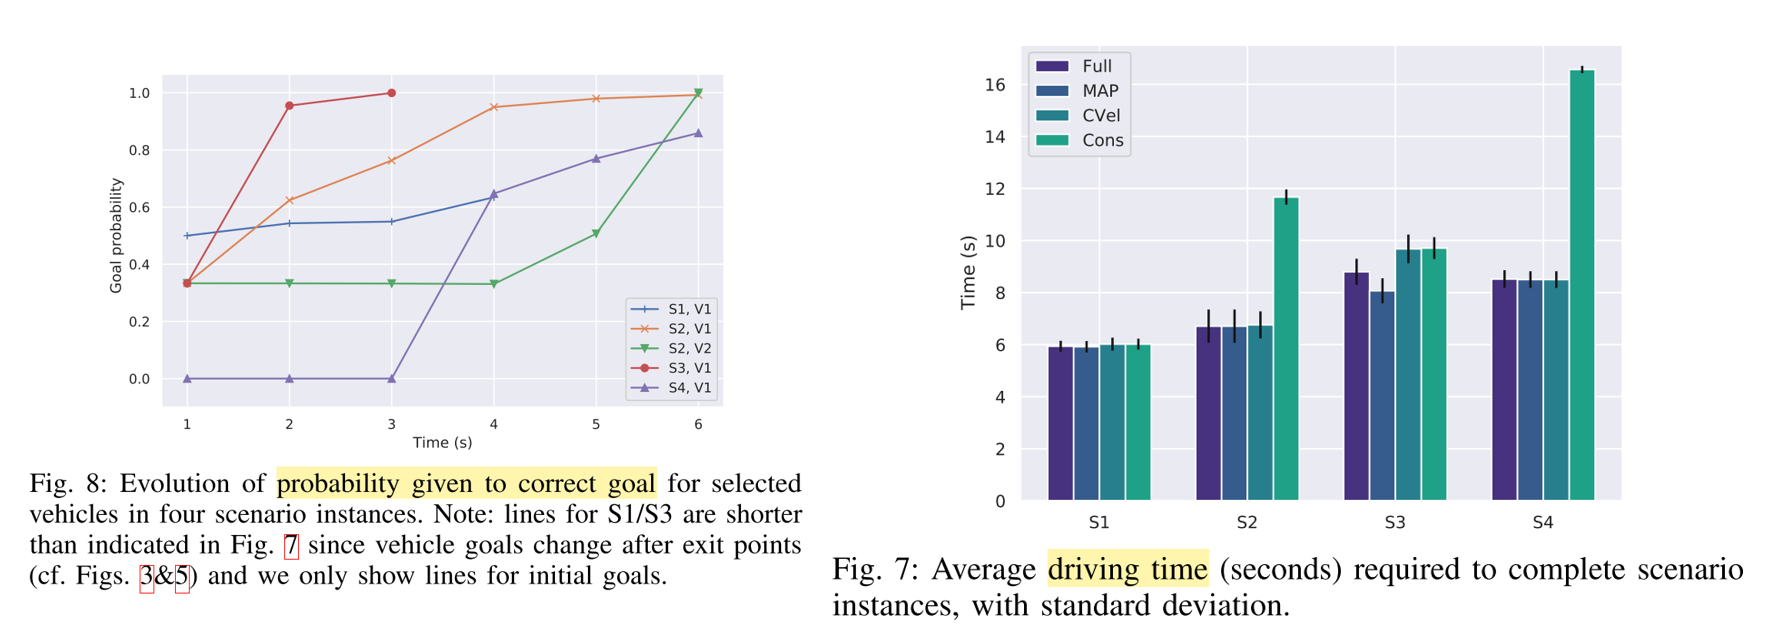 1.0
0.8
0.6
0.4
0.2
0.0
Goal probability
S1, V1
S2, V1
S2, V2
S3, V1
S4, V1
1 2 3 4 5 6
Time (s)
Fig. 8: Evolution of probability given to correct goal for selected
vehicles in four scenario instances. Note: lines for S1/S3 are shorter
than indicated in Fig. 7 since vehicle goals change after exit points
(cf. Figs. 3&5) and we only show lines for initial goals.
Full
MAP
CVel
Cons
16
14
12
10
8
6
4
2
0
Time (s)
S1 S2 S3 S4
Fig. 7: Average driving time (seconds) required to complete scenario
instances, with standard deviation.